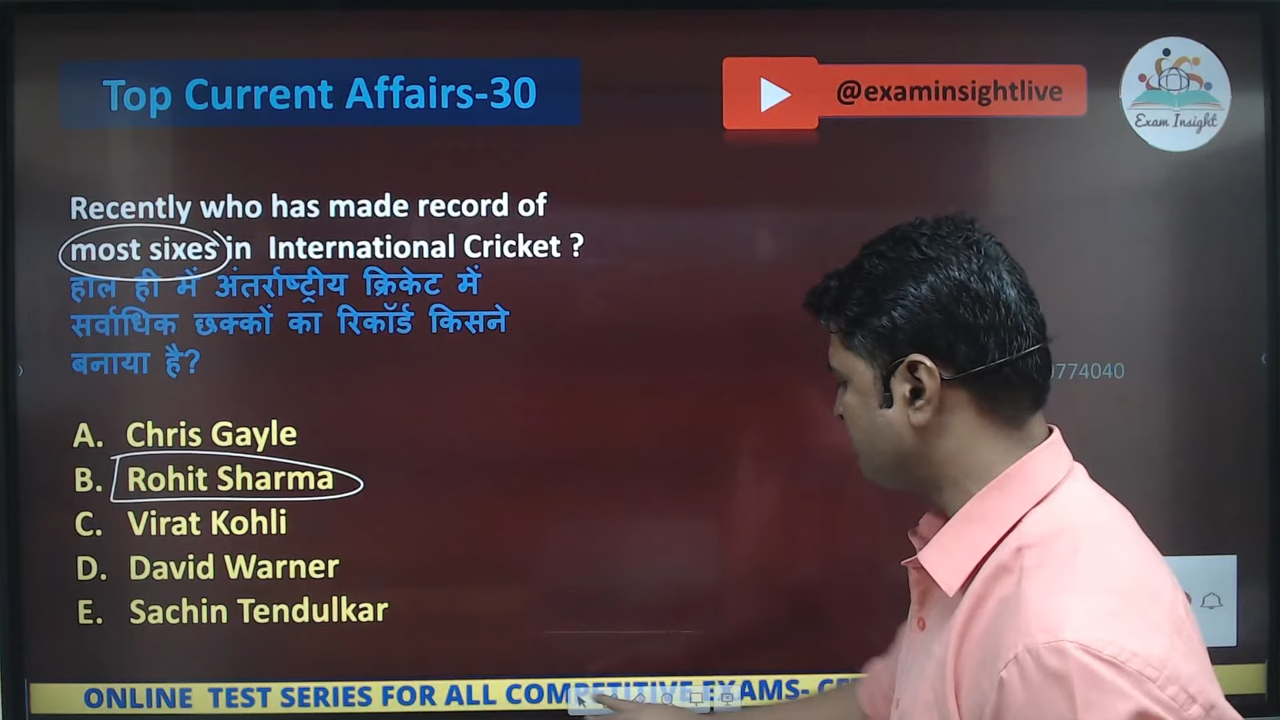 Top Current Affairs-30
@examinsightlive
Exam Insight
Recently who has made record of
most sixes in International Cricket ?
हाल ही में अंतर्राष्ट्रीय क्रिकेट में
सर्वाधिक छक्कों का रिकॉर्ड किसने
बनाया है?
0774040
A. Chris Gayle
B. Rohit Sharma
C. Virat Kohli
D. David Warner
E. Sachin Tendulkar
ONLINE TEST SERIES FOR ALL COMPETITIVE EXAMS-